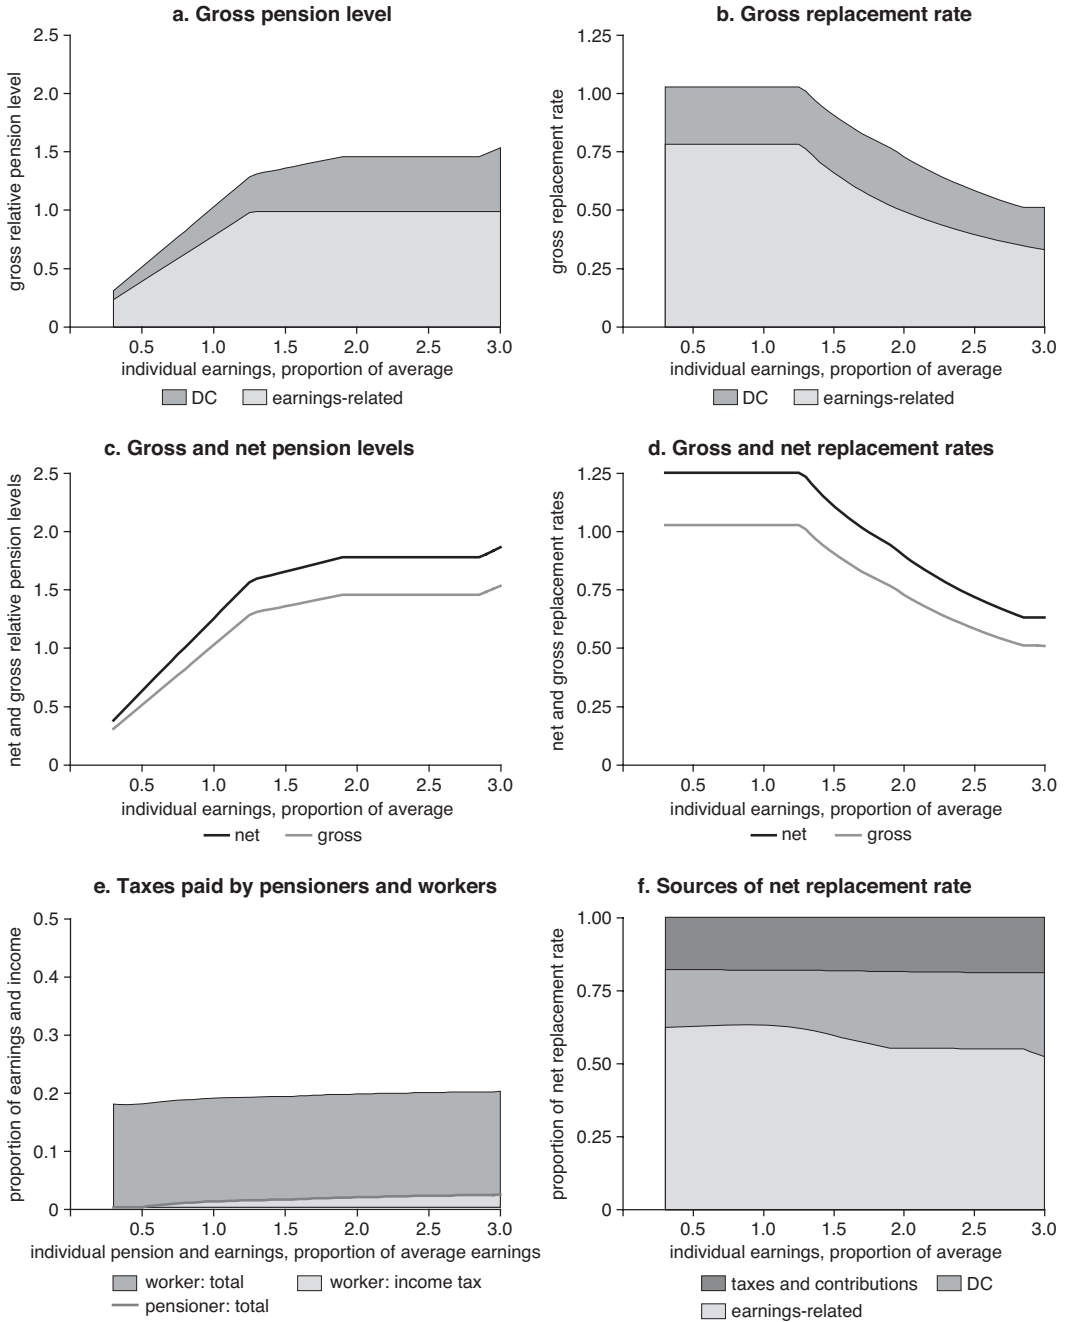 a. Gross pension level
gross relative pension level
2.5
2.0
1.5
1.0
0.5
0
0.5 1.0 1.5 2.0 2.5 3.0
individual earnings, proportion of average
DC earnings-related
b. Gross replacement rate
gross replacement rate
1.25
1.00
0.75
0.50
0.25
0
0.5 1.0 1.5 2.0 2.5 3.0
individual earnings, proportion of average
DC earnings-related
c. Gross and net pension levels
net and gross relative pension levels
2.5
2.0
1.5
1.0
0.5
0
0.5 1.0 1.5 2.0 2.5 3.0
individual earnings, proportion of average
net gross
d. Gross and net replacement rates
net and gross replacement rates
1.25
1.00
0.75
0.50
0.25
0
0.5 1.0 1.5 2.0 2.5 3.0
individual earnings, proportion of average
net gross
e. Taxes paid by pensioners and workers
proportion of earnings and income
0.5
0.4
0.3
0.2
0.1
0
0.5 1.0 1.5 2.0 2.5 3.0
individual pension and earnings, proportion of average earnings
worker: total worker: income tax
pensioner: total
f. Sources of net replacement rate
proportion of net replacement rate
1.00
0.75
0.50
0.25
0
0.5 1.0 1.5 2.0 2.5 3.0
individual earnings, proportion of average
taxes and contributions DC
earnings-related